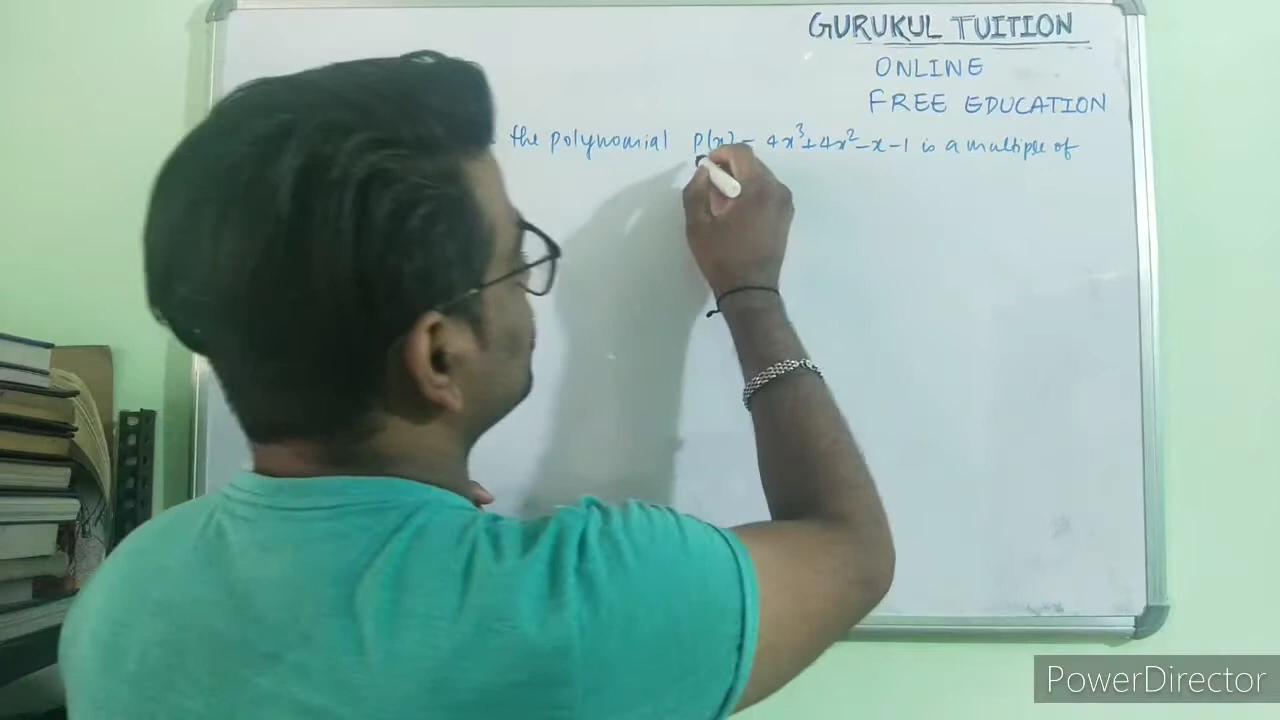 GURUKUL TUITION
ONLINE
FREE EDUCATION
the polynomial P(x) = 4x³+4x²-x-1 is a multiple of
PowerDirector